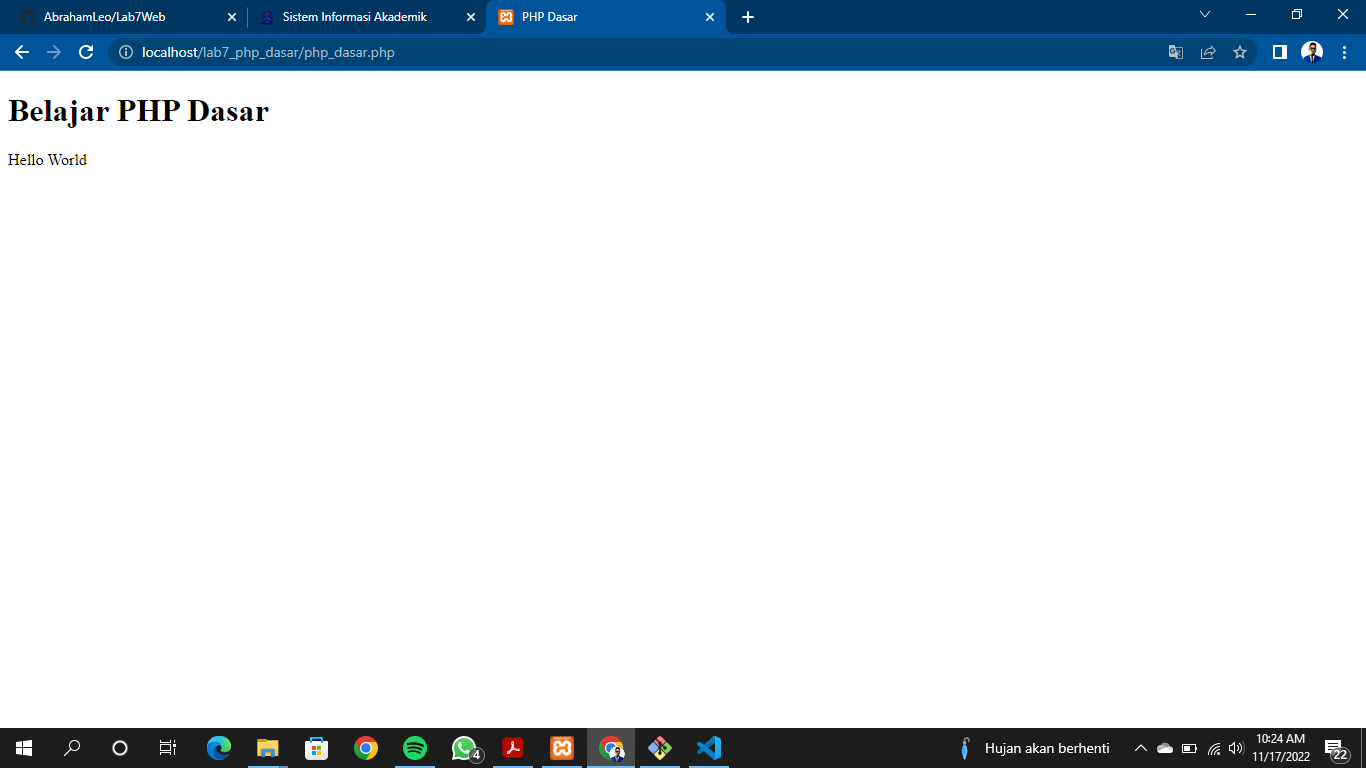 AbrahamLeo/Lab7Web
Sistem Informasi Akademik
PHP Dasar
localhost/lab7_php_dasar/php_dasar.php
Belajar PHP Dasar
Hello World
4
Hujan akan berhenti
10:24 AM
11/17/2022
22